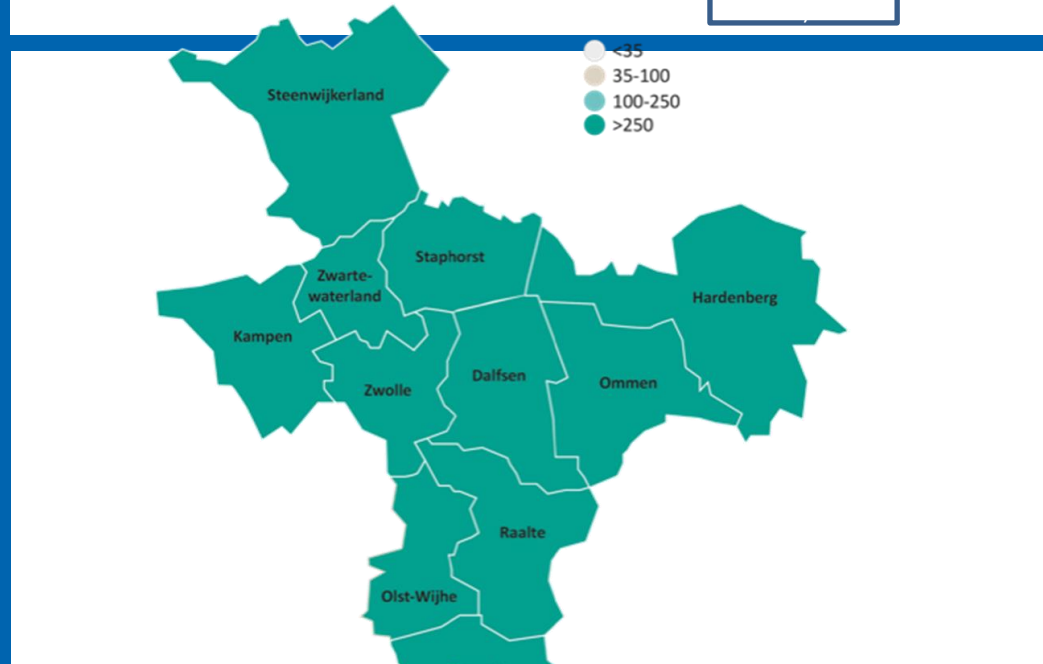 <35
35-100
100-250
>250
Steenwijkerland
Staphorst
Zwarte-
waterland
Hardenberg
Kampen
Dalfsen
Ommen
Zwolle
Raalte
Olst-Wijhe